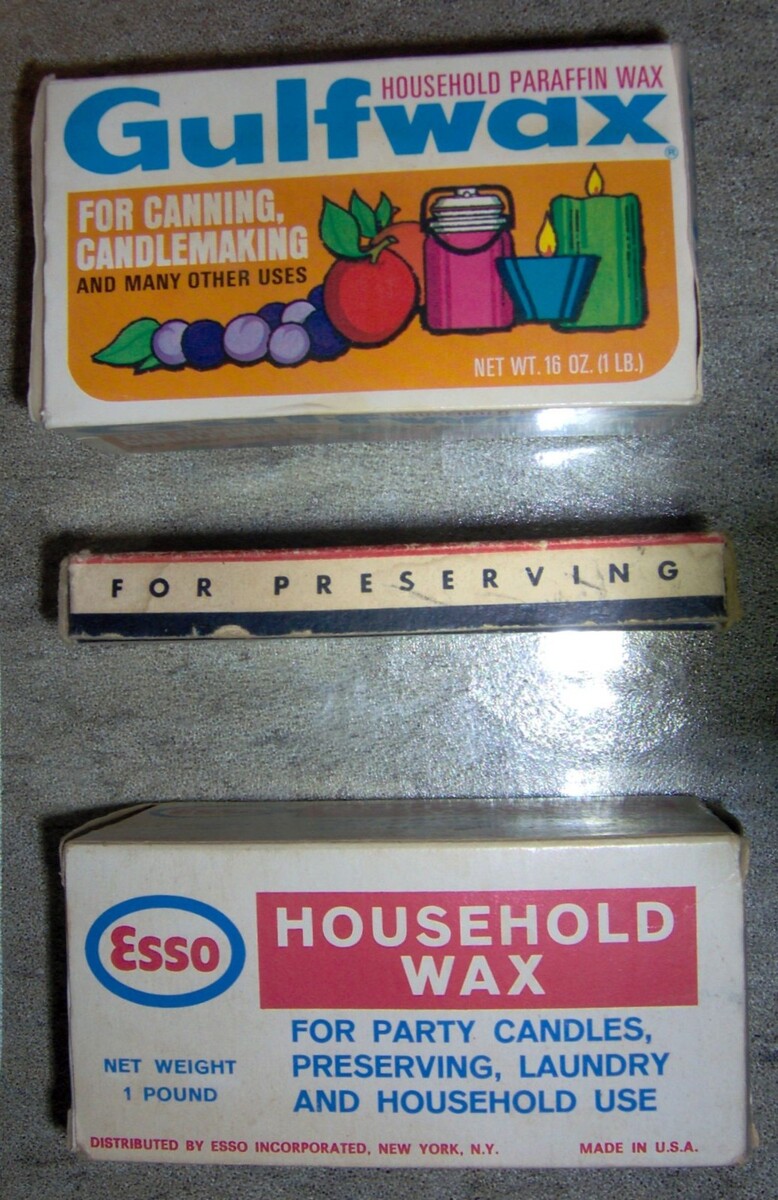 HOUSEHOLD PARAFFIN WAX
Gulfwax®
FOR CANNING,
CANDLEMAKING
AND MANY OTHER USES
NET WT. 16 OZ. (1 LB.)
FOR PRESERVING
Esso
HOUSEHOLD
WAX
FOR PARTY CANDLES,
PRESERVING, LAUNDRY
AND HOUSEHOLD USE
NET WEIGHT
1 POUND
DISTRIBUTED BY ESSO INCORPORATED, NEW YORK, N.Y. MADE IN U.S.A.